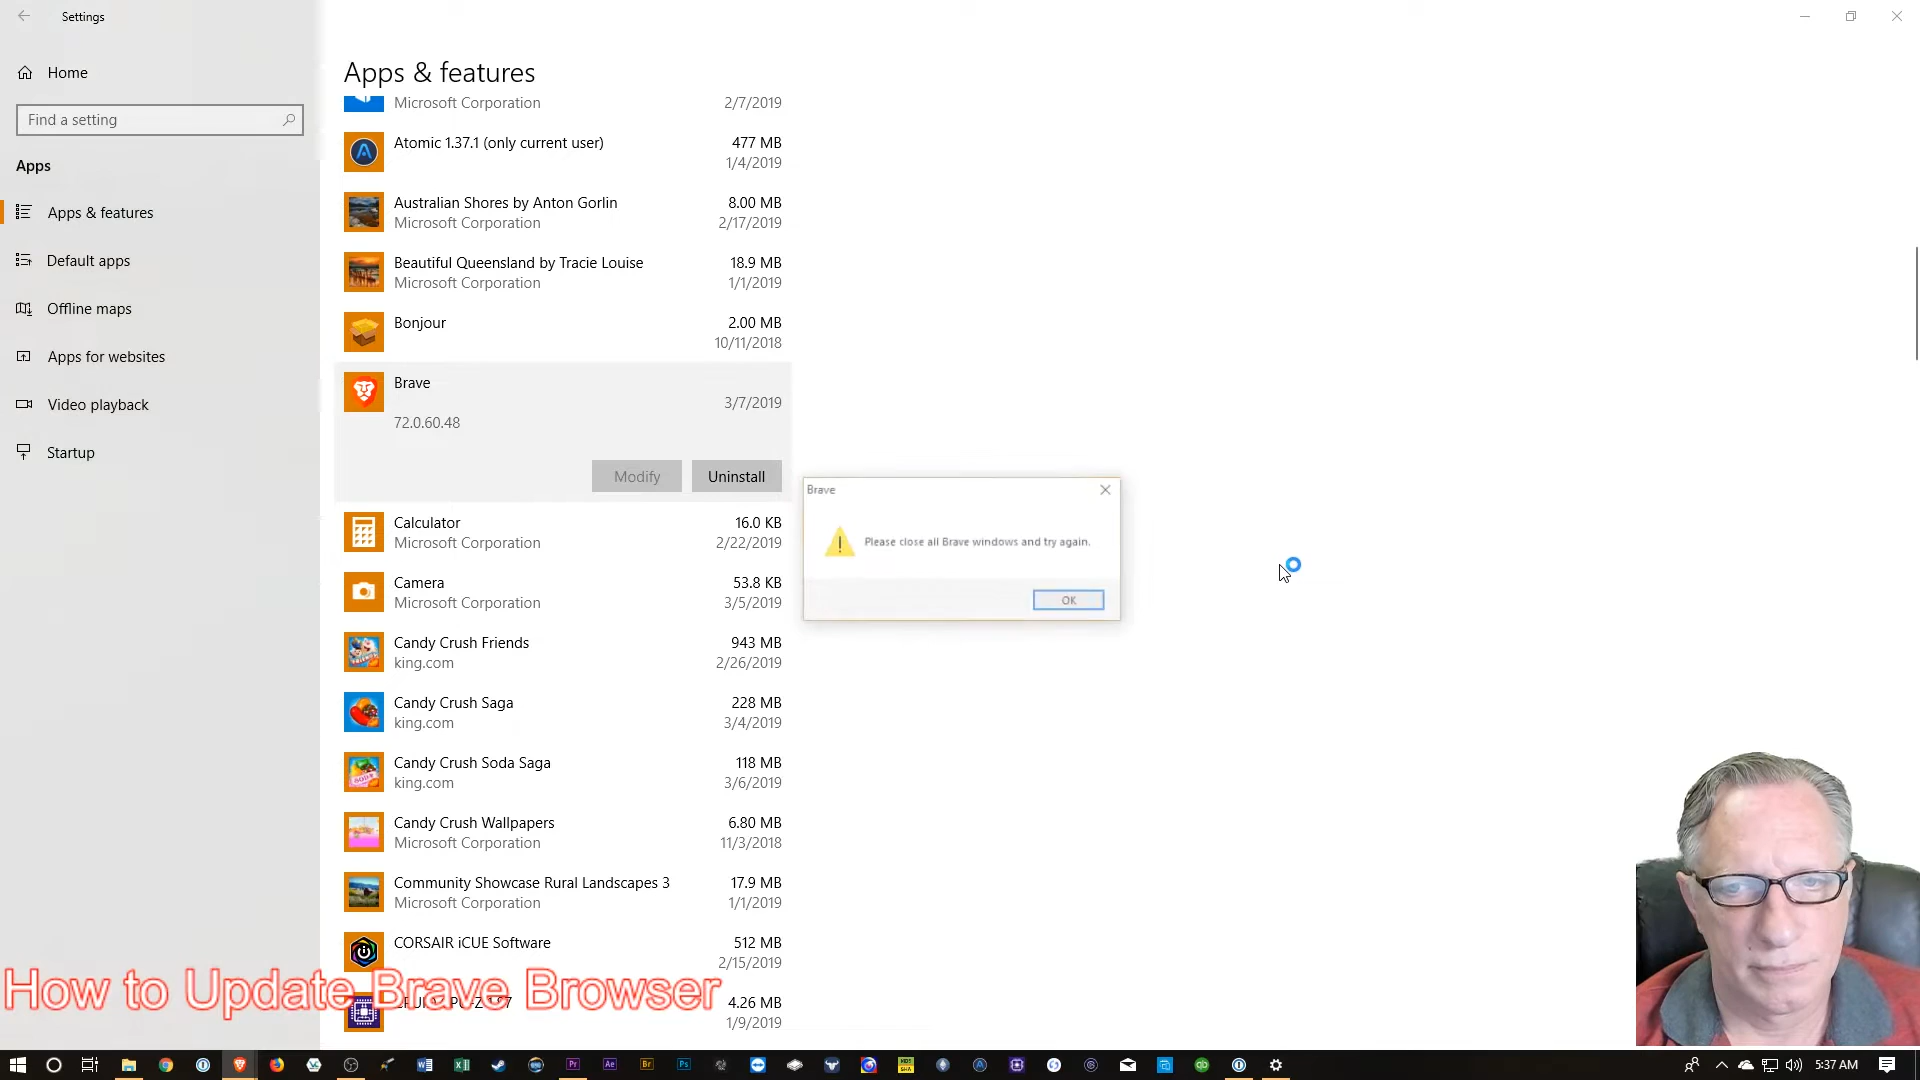 Settings
Home
Find a setting
Apps
Apps & features
Default apps
Offline maps
Apps for websites
Video playback
Startup
Apps & features
Microsoft Corporation 2/7/2019
Atomic 1.37.1 (only current user) 477 MB
1/4/2019
Australian Shores by Anton Gorlin 8.00 MB
Microsoft Corporation 2/17/2019
Beautiful Queensland by Tracie Louise 18.9 MB
Microsoft Corporation 1/1/2019
Bonjour 2.00 MB
10/11/2018
Brave
3/7/2019
72.0.60.48
Modify Uninstall
Calculator 16.0 KB
Microsoft Corporation 2/22/2019
Camera 53.8 KB
Microsoft Corporation 3/5/2019
Candy Crush Friends 943 MB
king.com 2/26/2019
Candy Crush Saga 228 MB
king.com 3/4/2019
Candy Crush Soda Saga 118 MB
king.com 3/6/2019
Candy Crush Wallpapers 6.80 MB
Microsoft Corporation 11/3/2018
Community Showcase Rural Landscapes 3 17.9 MB
Microsoft Corporation 1/1/2019
CORSAIR iCUE Software 512 MB
2/15/2019
4.26 MB
1/9/2019
Brave
Please close all Brave windows and try again.
OK
How to Update Brave Browser
Pr
Ae
Br
Ps
5:37 AM